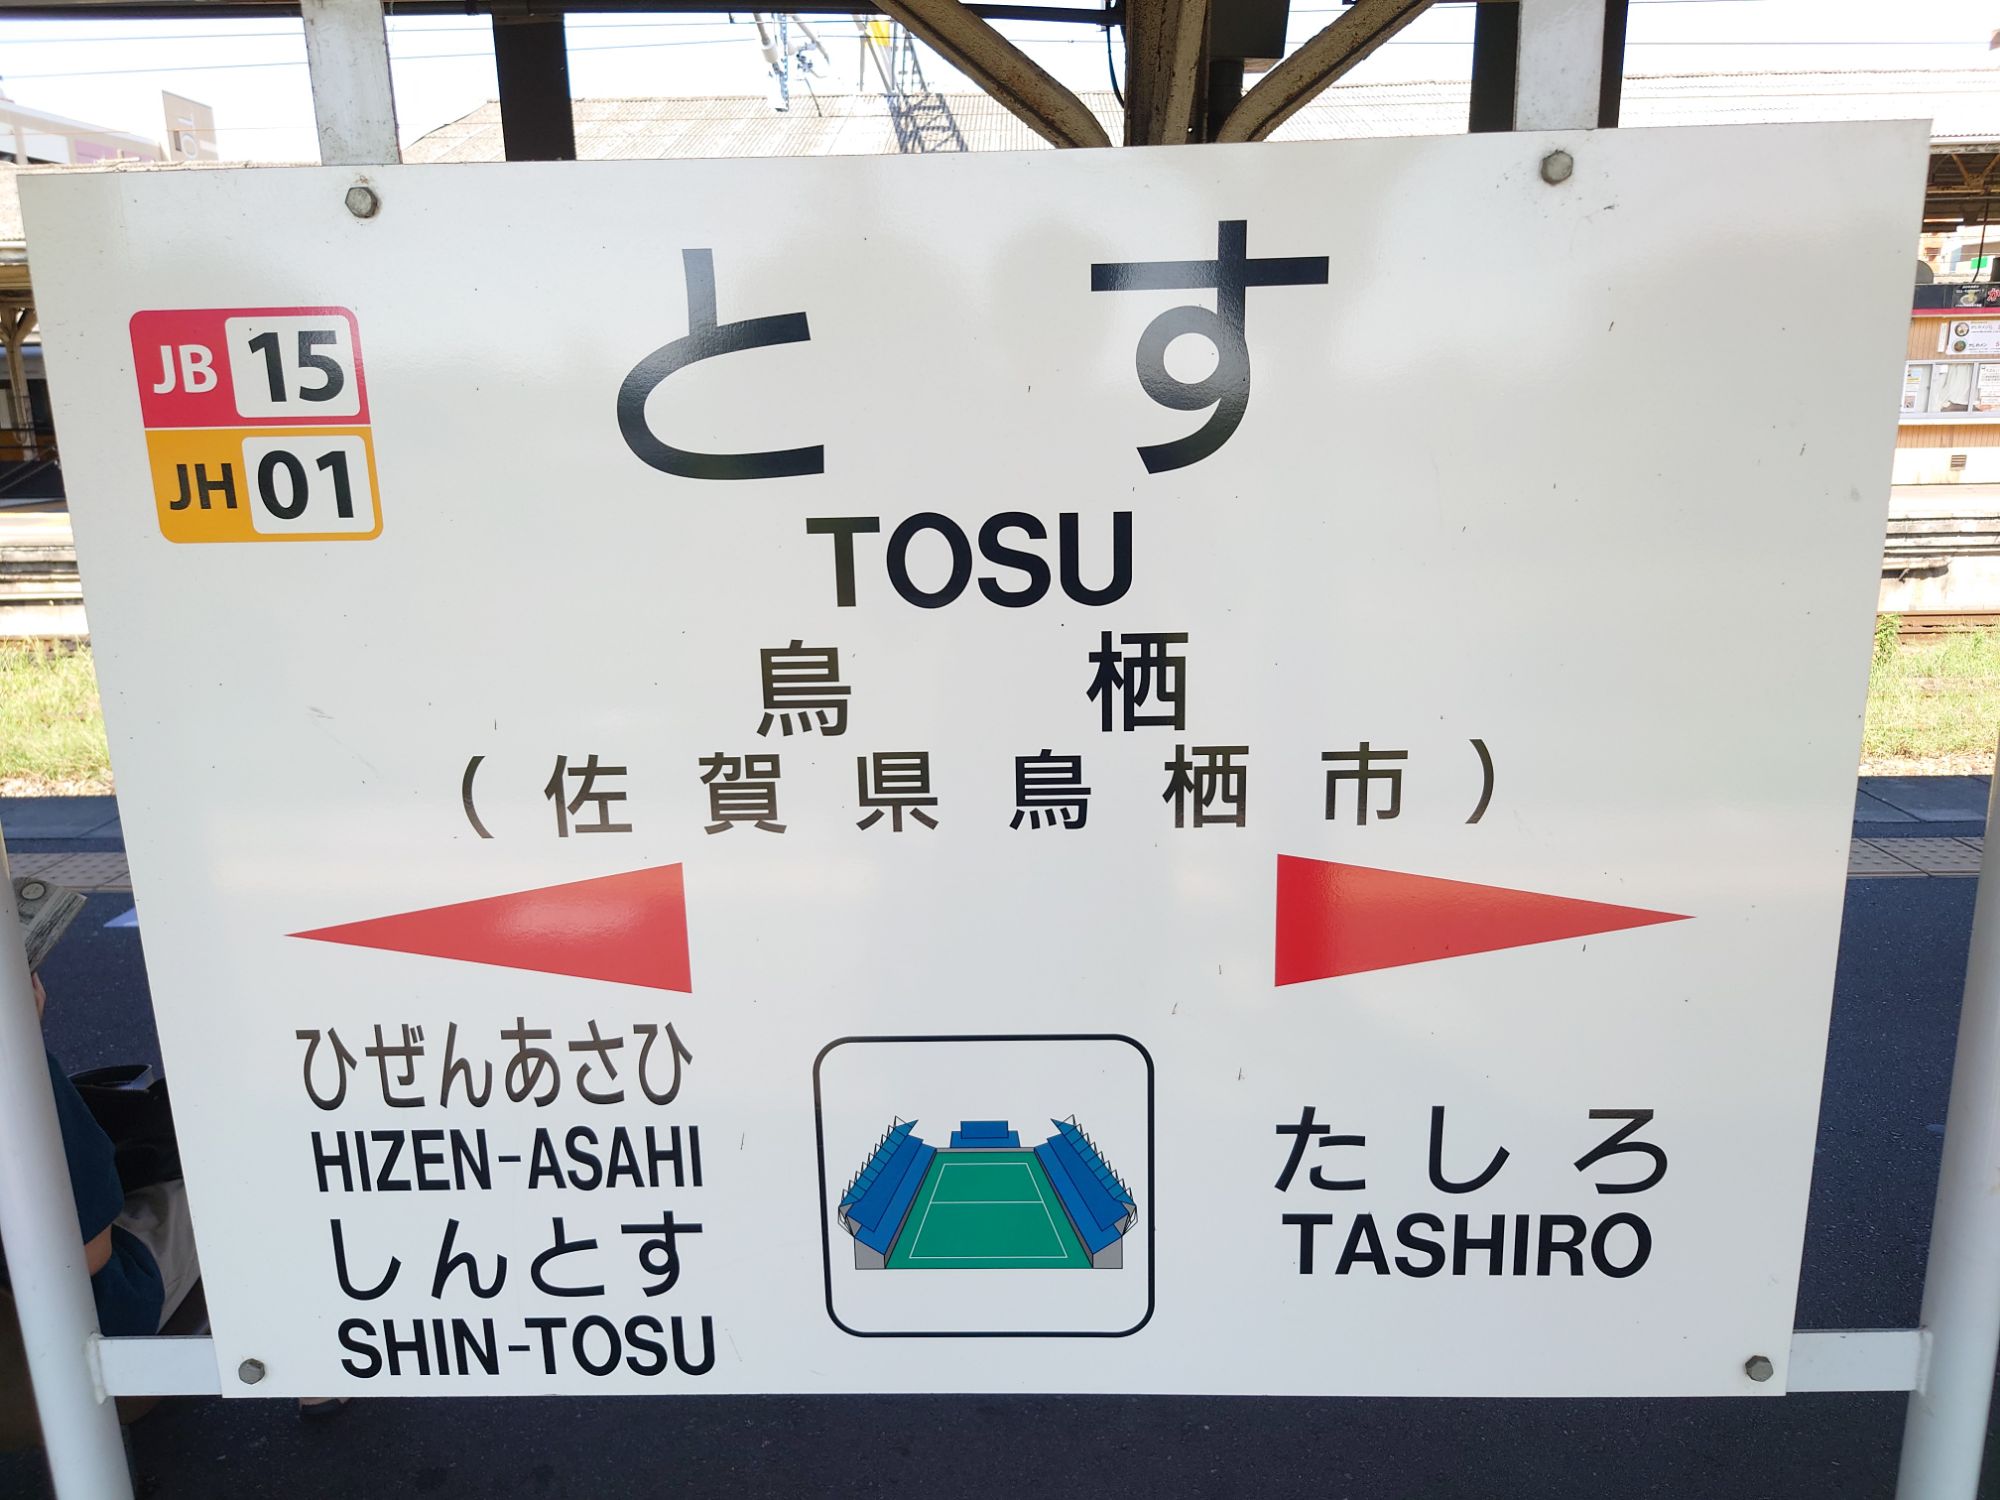 とす
JB 15
JH 01
TOSU
鳥栖
(佐賀県鳥栖市)
ひぜんあさひ
HIZEN-ASAHI
しんとす
SHIN-TOSU
たしろ
TASHIRO